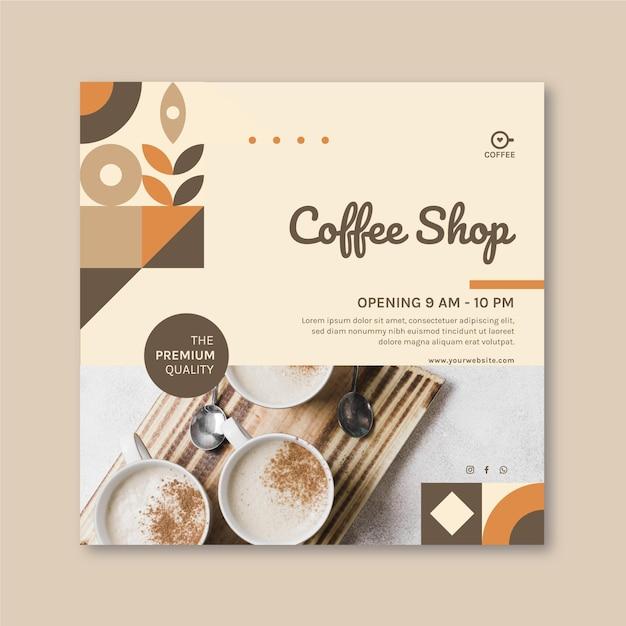 COFFEE
Coffee Shop
OPENING 9 AM - 10 PM
Lorem ipsum dolor sit amet, consectetuer
adipiscing elit, sed diam nonummy nibh
euismod tincidunt ut laoreet dolore
magna aliquam erat volutpat.
www.yourwebsite.com
THE
PREMIUM
QUALITY